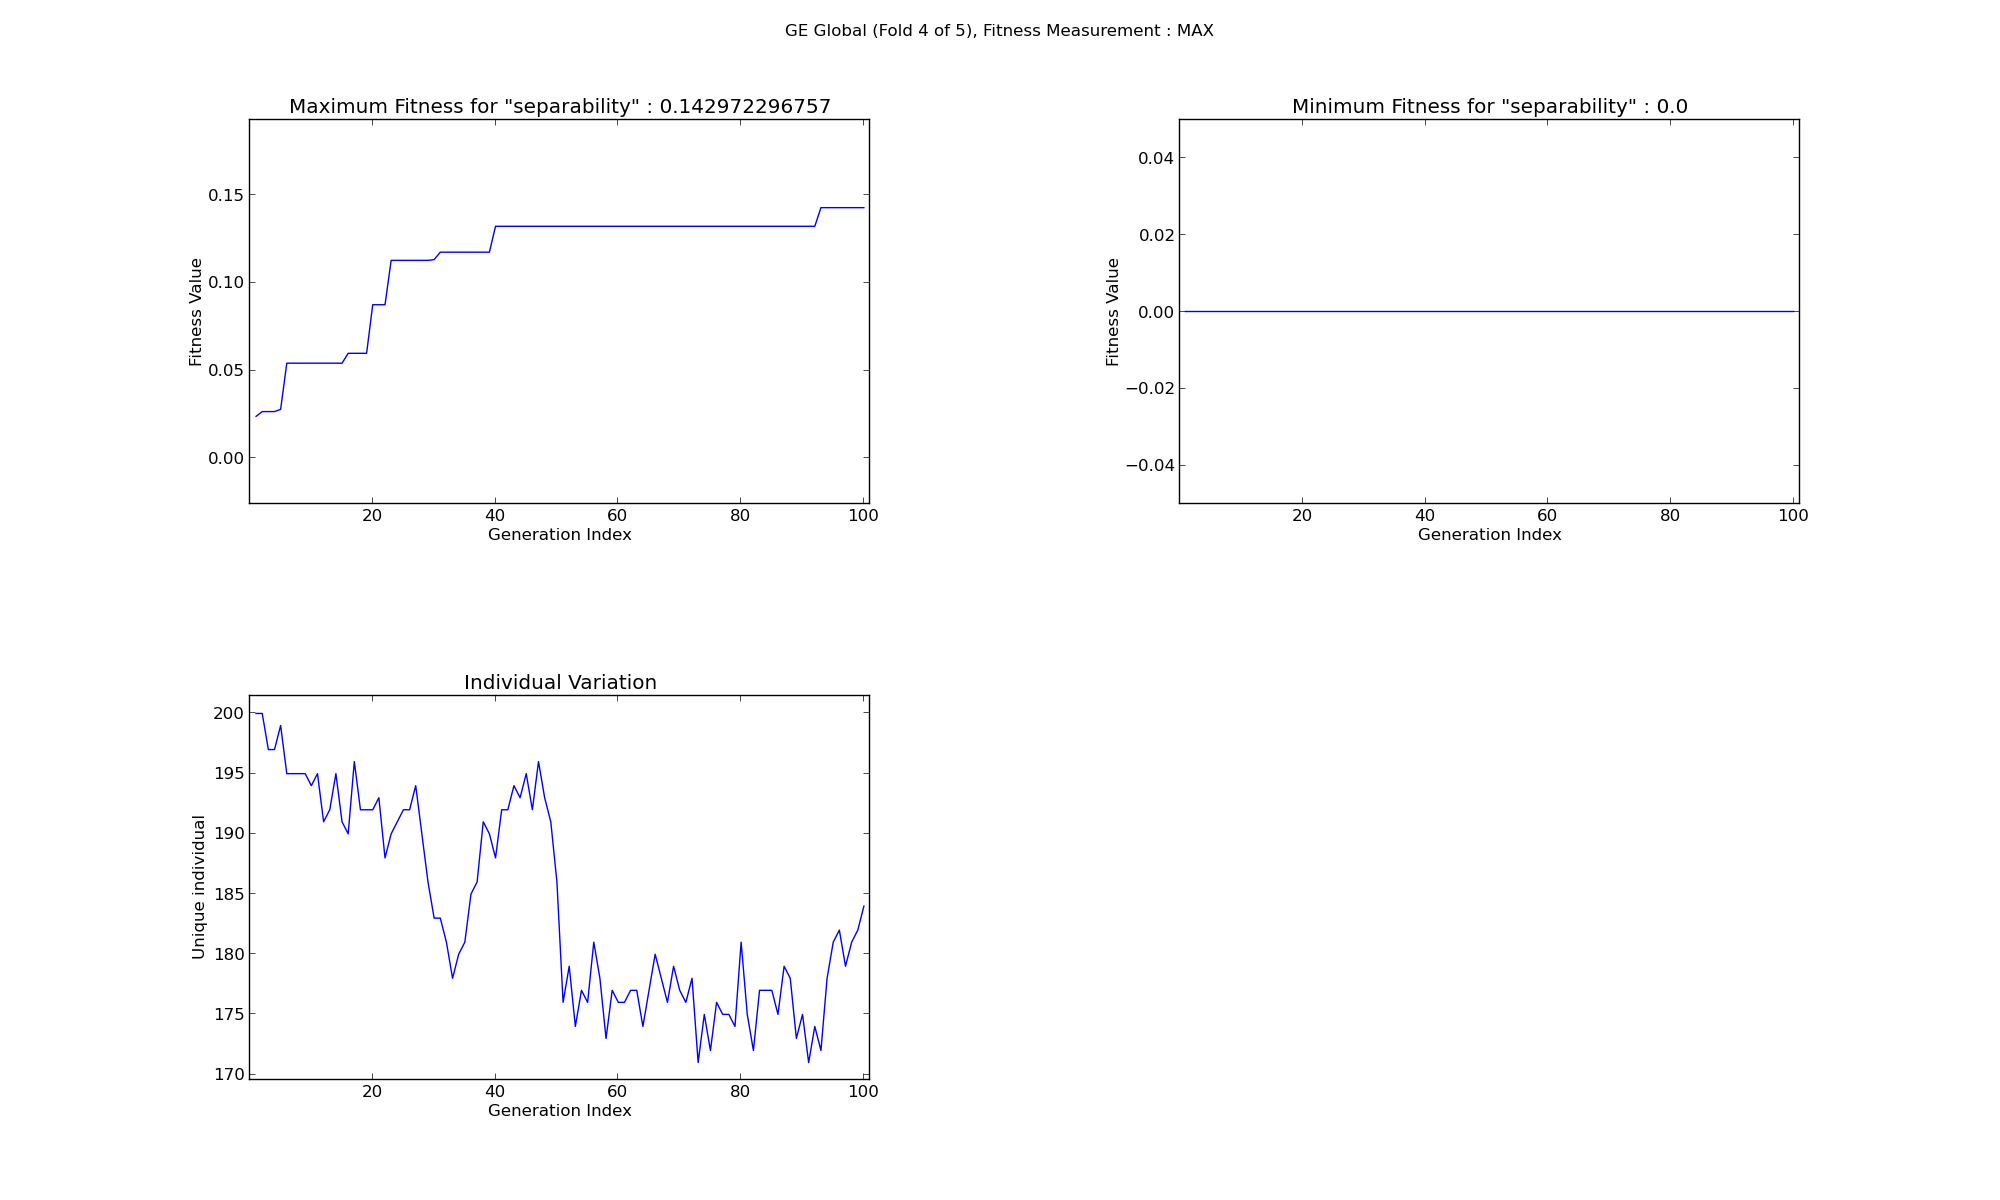 GE Global (Fold 4 of 5), Fitness Measurement : MAX
Maximum Fitness for "separability" : 0.142972296757
0.15
0.10
0.05
0.00
Fitness Value
20 40 60 80 100
Generation Index
Minimum Fitness for "separability" : 0.0
0.04
0.02
0.00
−0.02
−0.04
Fitness Value
20 40 60 80 100
Generation Index
Individual Variation
200
195
190
185
180
175
170
Unique individual
20 40 60 80 100
Generation Index